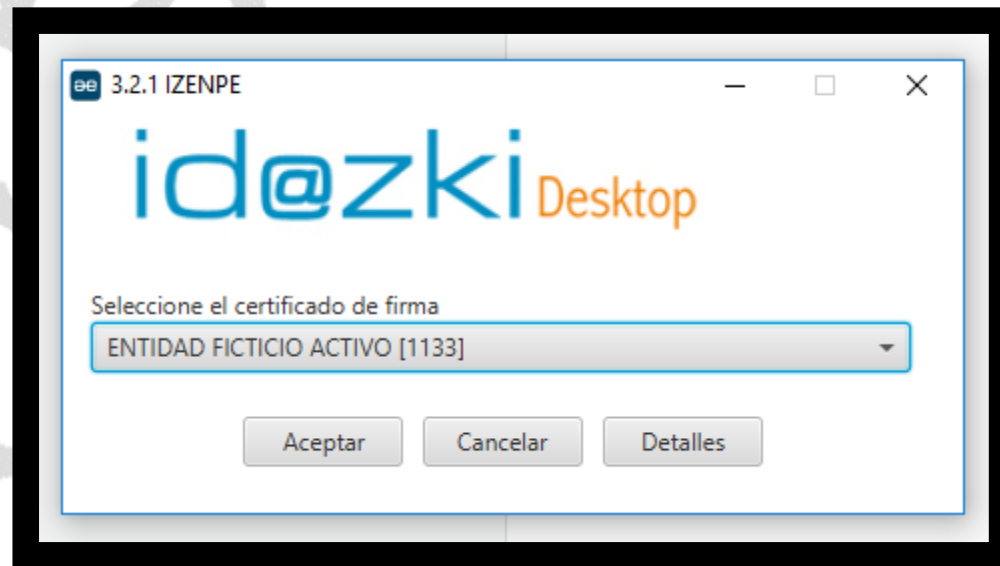 ae 3.2.1 IZENPE
id@zki Desktop
Seleccione el certificado de firma
ENTIDAD FICTICIO ACTIVO [1133]
Aceptar Cancelar Detalles